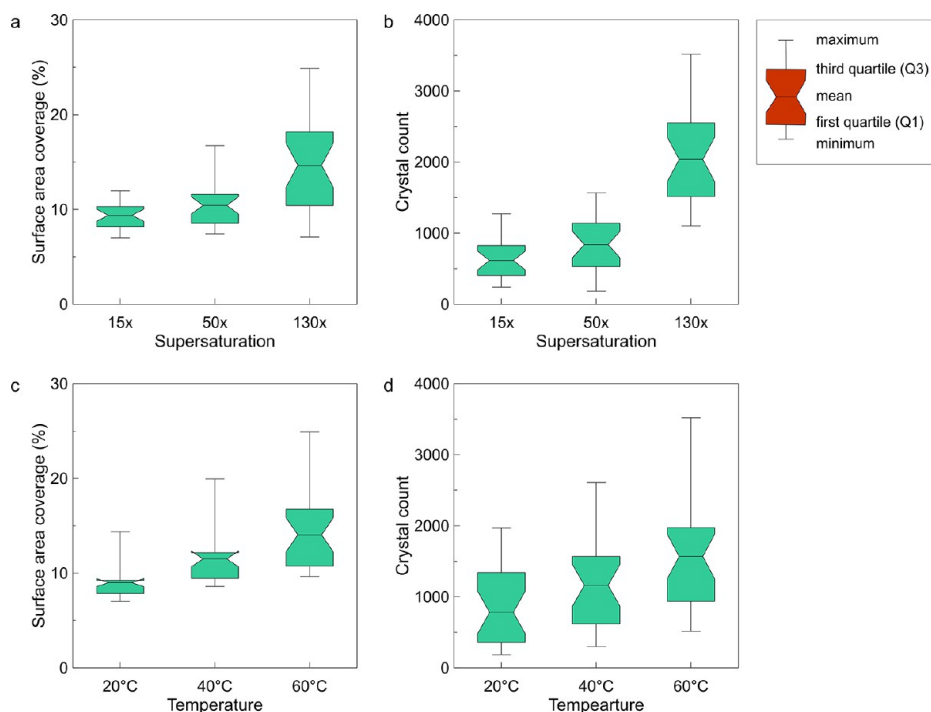 a
30
20
10
0
Surface area coverage (%)
15x
50x
130x
Supersaturation
b
4000
3000
2000
1000
0
Crystal count
15x
50x
130x
Supersaturation
maximum
third quartile (Q3)
mean
first quartile (Q1)
minimum
c
30
20
10
0
Surface area coverage (%)
20°C
40°C
60°C
Temperature
d
4000
3000
2000
1000
0
Crystal count
20°C
40°C
60°C
Tempearture